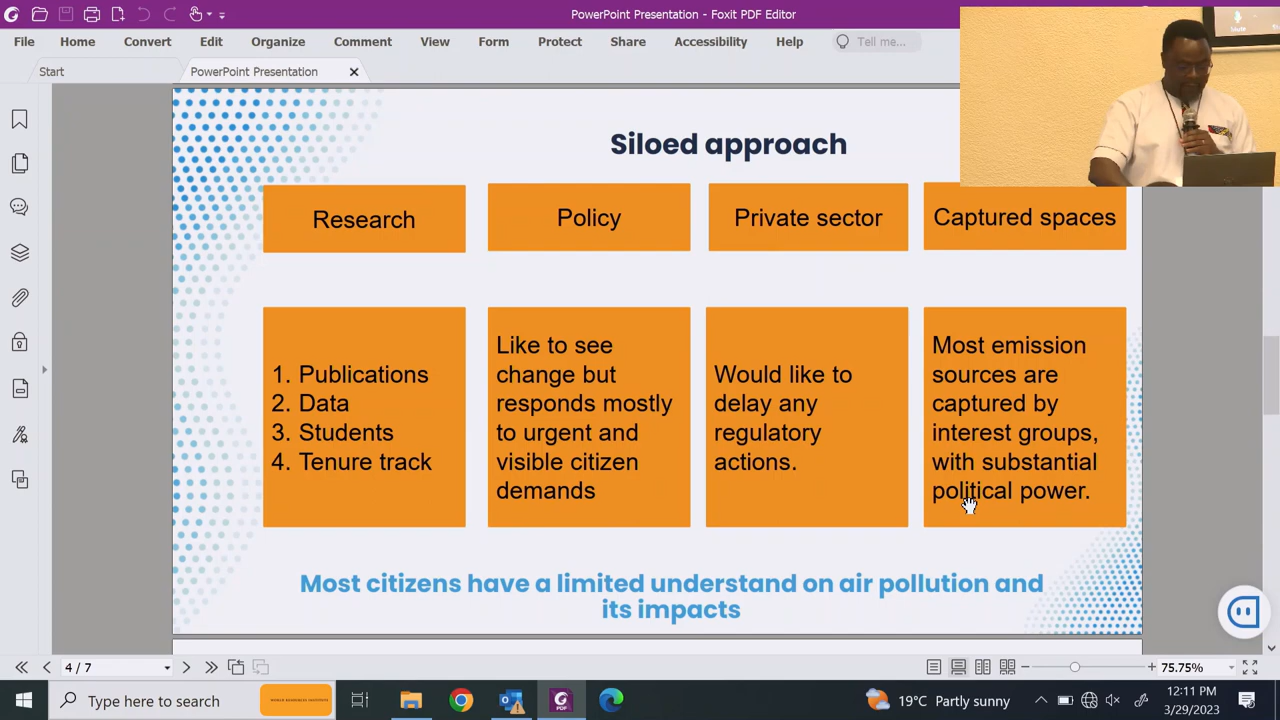 PowerPoint Presentation - Foxit PDF Editor
File Home Convert Edit Organize Comment View Form Protect Share Accessibility Help Tell me...
Start PowerPoint Presentation
Mute
Siloed approach
Research Policy Private sector Captured spaces
1. Publications
2. Data
3. Students
4. Tenure track
Like to see
change but
responds mostly
to urgent and
visible citizen
demands
Would like to
delay any
regulatory
actions.
Most emission
sources are
captured by
interest groups,
with substantial
political power.
Most citizens have a limited understand on air pollution and
its impacts
4 / 7 75.75%
Type here to search WORLD RESOURCES INSTITUTE PDF 19°C Partly sunny 12:11 PM
3/29/2023